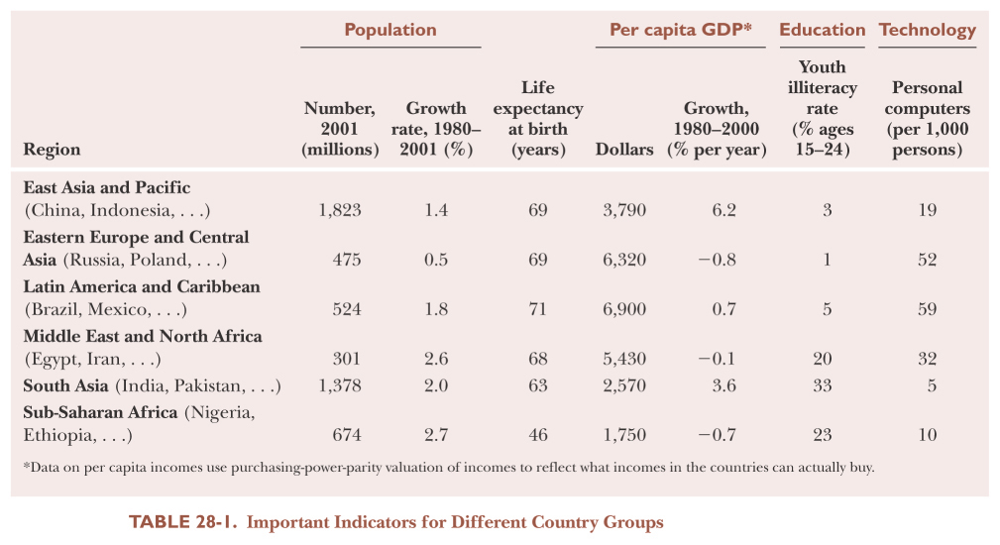 Population Per capita GDP* Education Technology
Youth
Life illiteracy Personal
Number, Growth expectancy Growth, rate computers
2001 rate, 1980– at birth 1980–2000 (% ages (per 1,000
Region (millions) 2001 (%) (years) Dollars (% per year) 15–24) persons)
East Asia and Pacific
(China, Indonesia, . . .) 1,823 1.4 69 3,790 6.2 3 19
Eastern Europe and Central
Asia (Russia, Poland, . . .) 475 0.5 69 6,320 −0.8 1 52
Latin America and Caribbean
(Brazil, Mexico, . . .) 524 1.8 71 6,900 0.7 5 59
Middle East and North Africa
(Egypt, Iran, . . .) 301 2.6 68 5,430 −0.1 20 32
South Asia (India, Pakistan, . . .) 1,378 2.0 63 2,570 3.6 33 5
Sub-Saharan Africa (Nigeria,
Ethiopia, . . .) 674 2.7 46 1,750 −0.7 23 10
*Data on per capita incomes use purchasing-power-parity valuation of incomes to reflect what incomes in the countries can actually buy.
TABLE 28-1. Important Indicators for Different Country Groups